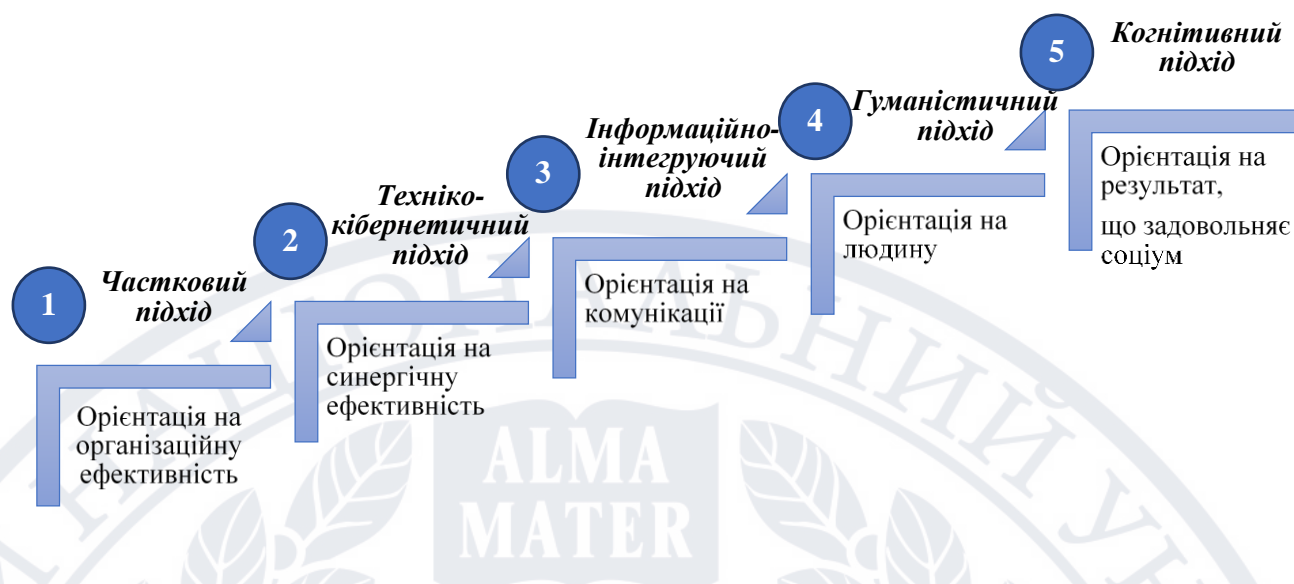 1
Частковий
підхід
Орієнтація на
організаційну
ефективність
2
Техніко-
кібернетичний
підхід
Орієнтація на
синергічну
ефективність
3
Інформаційно-
інтегруючий
підхід
Орієнтація на
комунікації
4
Гуманістичний
підхід
Орієнтація на
людину
5
Когнітивний
підхід
Орієнтація на
результат,
що задовольняє
соціум
НАЦІОНАЛЬНИЙ
ALMA
MATER